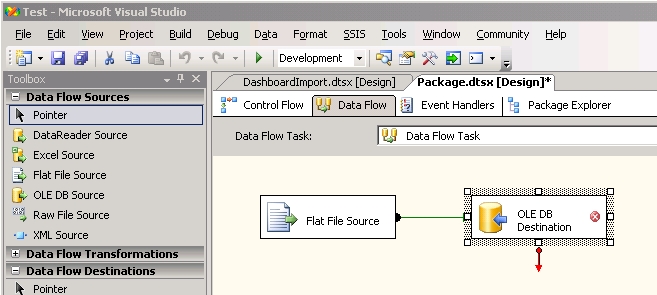 Test - Microsoft Visual Studio
File Edit View Project Build Debug Data Format SSIS Tools Window Community Help
Development
Toolbox
DashboardImport.dtsx [Design] Package.dtsx [Design]*
Data Flow Sources
Control Flow Data Flow Event Handlers Package Explorer
Pointer
DataReader Source
Data Flow Task: Data Flow Task
Excel Source
Flat File Source
OLE DB Source
Raw File Source
XML Source
Flat File Source
OLE DB
Destination
Data Flow Transformations
Data Flow Destinations
Pointer